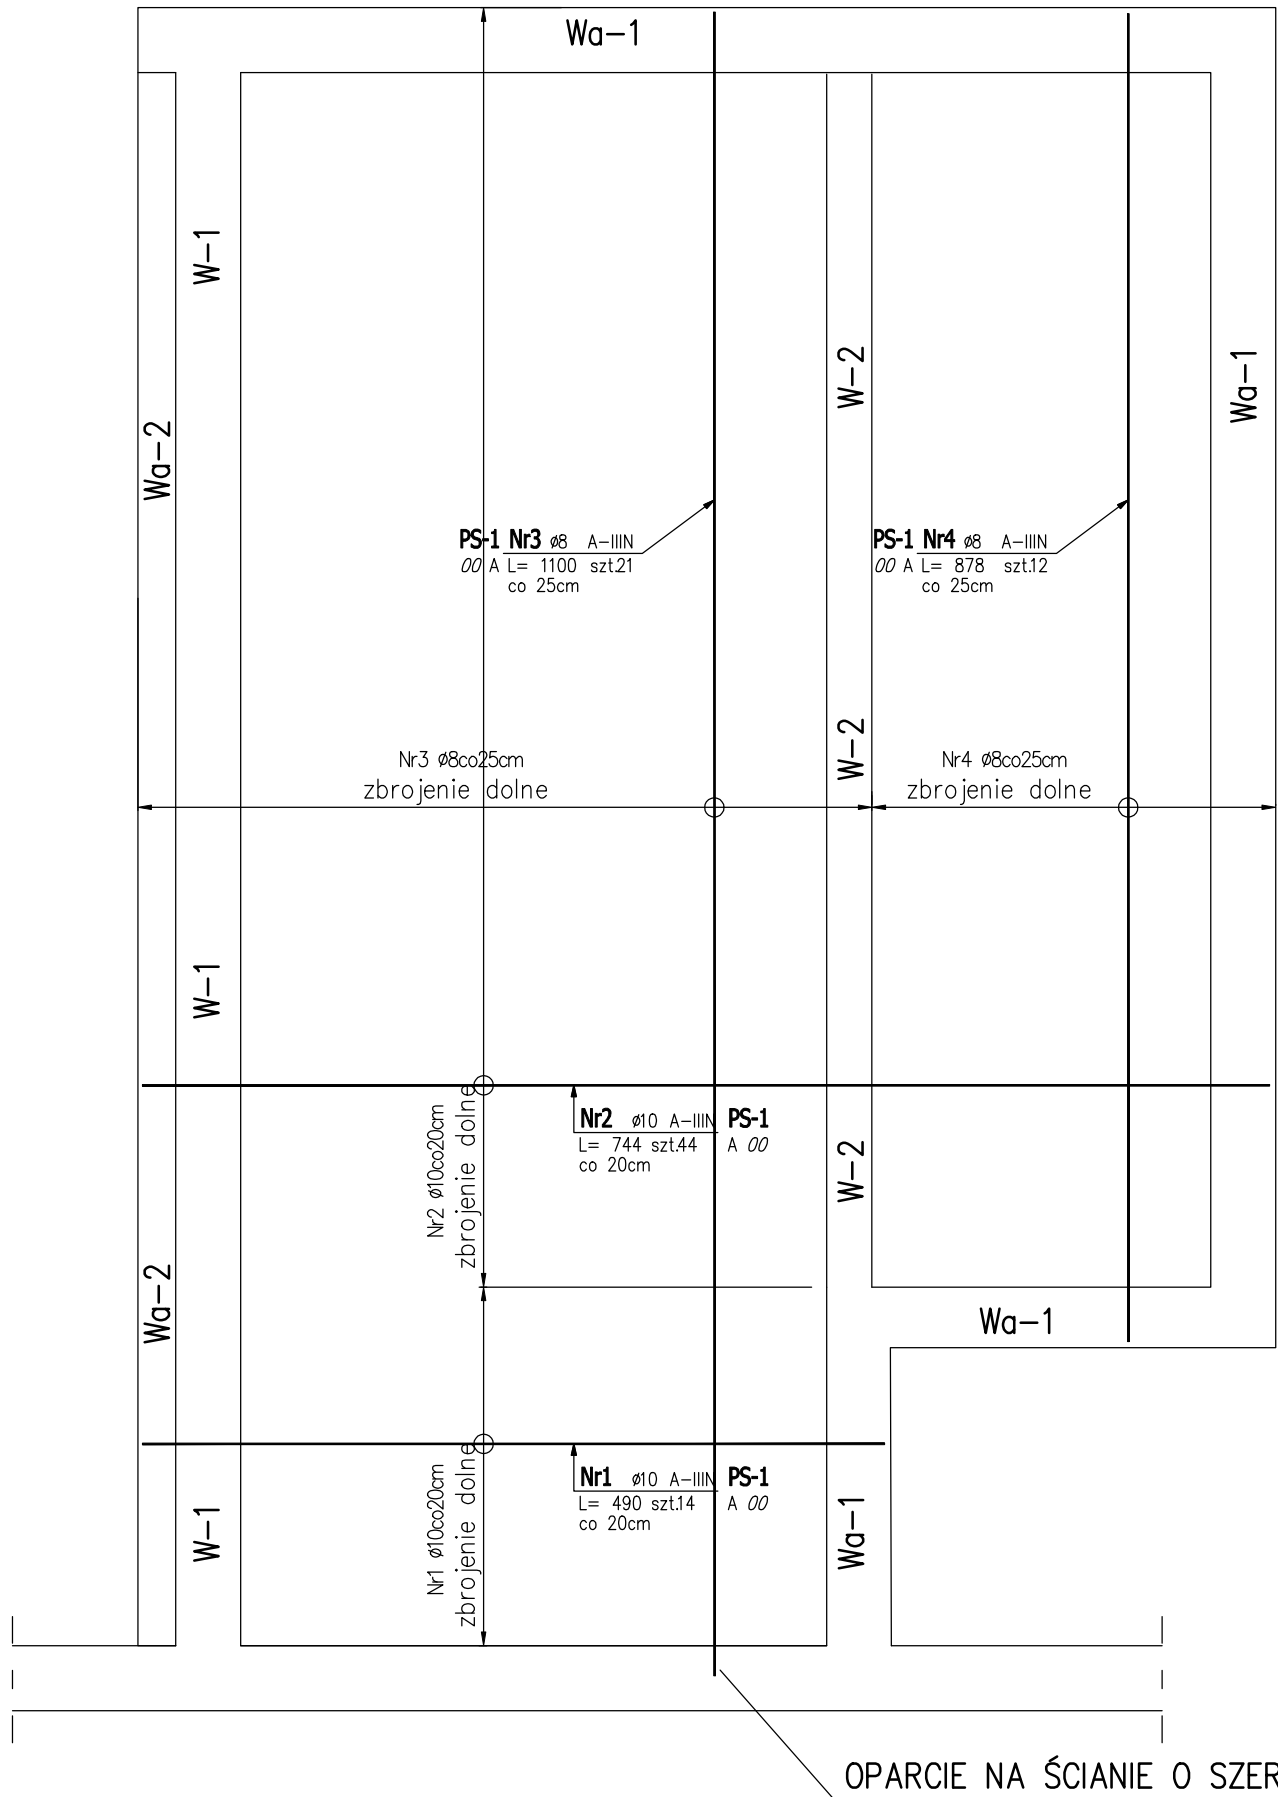 Wa-1
W-1
W-2
Wa-1
Wa-2
PS-1 Nr3 ø8 A-IIIN
00 A L= 1100 szt.21
co 25cm
PS-1 Nr4 ø8 A-IIIN
00 A L= 878 szt.12
co 25cm
W-2
Nr3 ø8co25cm
zbrojenie dolne
Nr4 ø8co25cm
zbrojenie dolne
W-1
Nr2 ø10co20cm
zbrojenie dolne
Nr2 ø10 A-IIIN PS-1
L= 744 szt.44 A 00
co 20cm
W-2
Wa-2
Wa-1
Nr1 ø10co20cm
zbrojenie dolne
Nr1 ø10 A-IIIN PS-1
L= 490 szt.14 A 00
co 20cm
W-1
Wa-1
OPARCIE NA ŚCIANIE O SZER